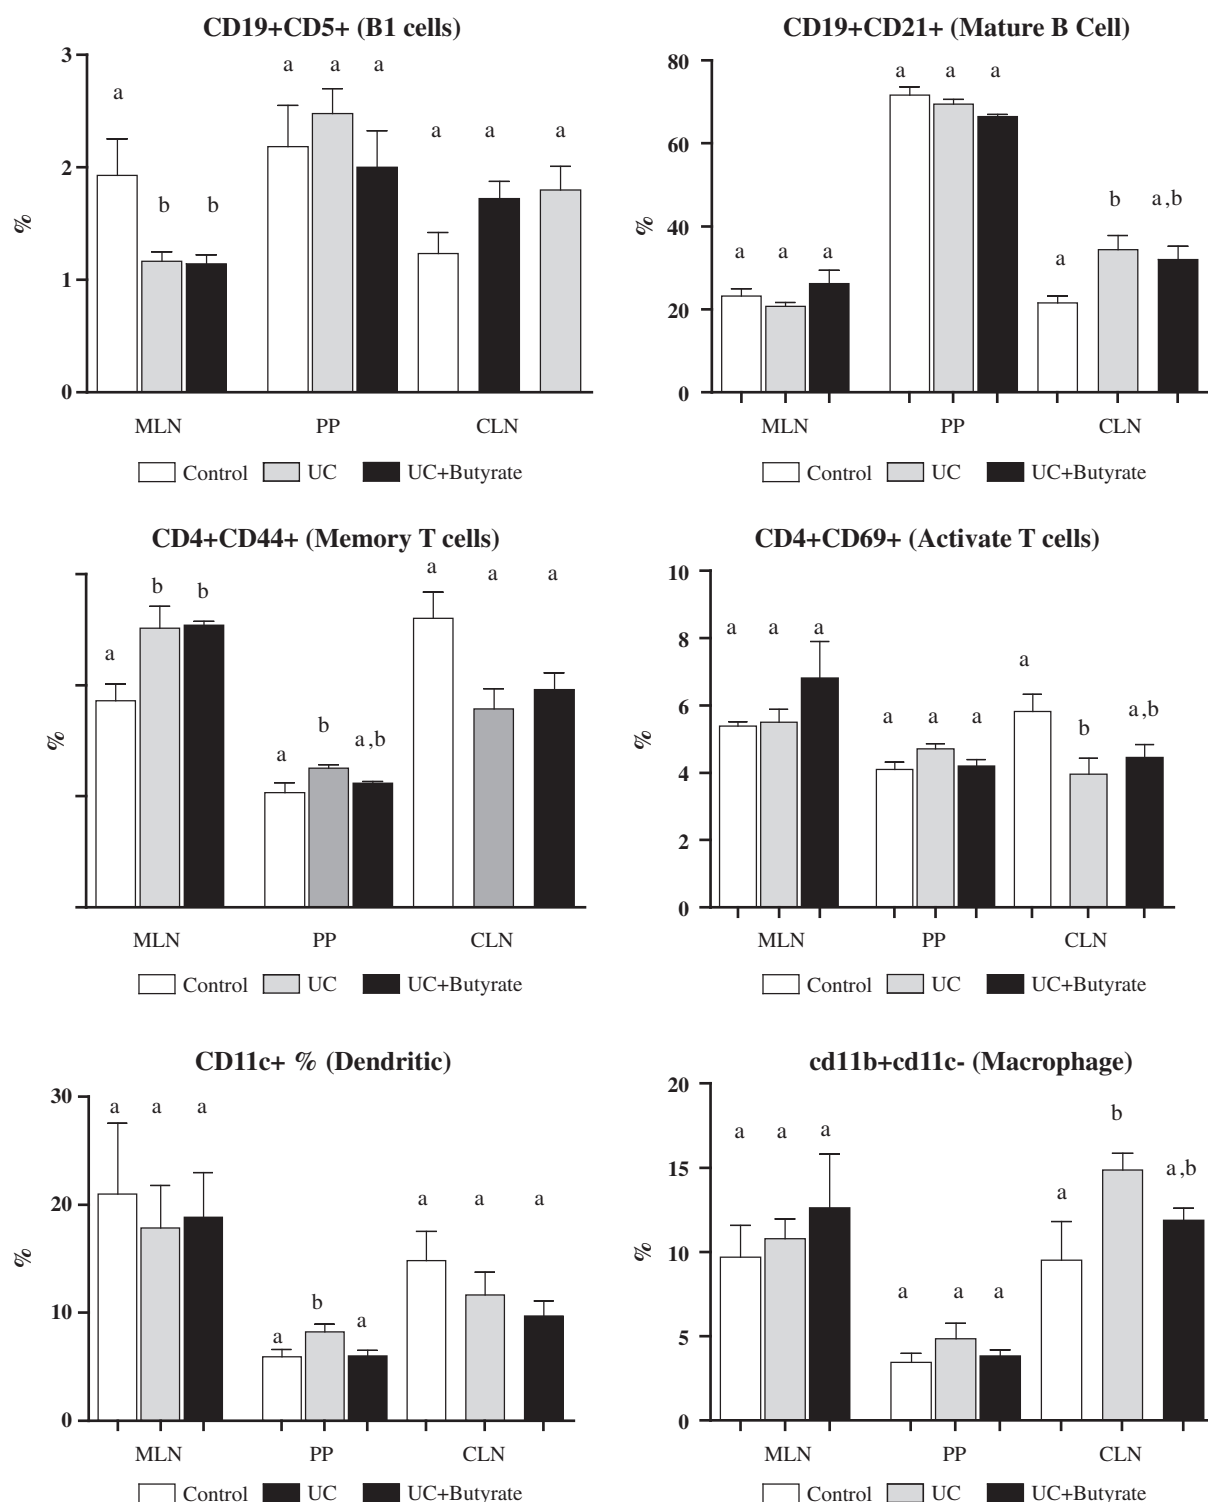 CD19+CD5+ (B1 cells)
3
2
1
0
%
a
b
b
a
a
a
a
a
a
MLN PP CLN
Control UC UC+Butyrate
CD19+CD21+ (Mature B Cell)
80
60
40
20
0
%
a
a
a
a
a
a
a
b
a,b
MLN PP CLN
Control UC UC+Butyrate
CD4+CD44+ (Memory T cells)
%
a
b
b
a
b
a,b
a
a
a
MLN PP CLN
Control UC UC+Butyrate
CD4+CD69+ (Activate T cells)
10
8
6
4
2
0
%
a
a
a
a
a
a
a
b
a,b
MLN PP CLN
Control UC UC+Butyrate
CD11c+ % (Dendritic)
30
20
10
0
%
a
a
a
a
b
a
a
a
a
MLN PP CLN
Control UC UC+Butyrate
cd11b+cd11c- (Macrophage)
20
15
10
5
0
%
a
a
a
a
a
a
a
b
a,b
MLN PP CLN
Control UC UC+Butyrate